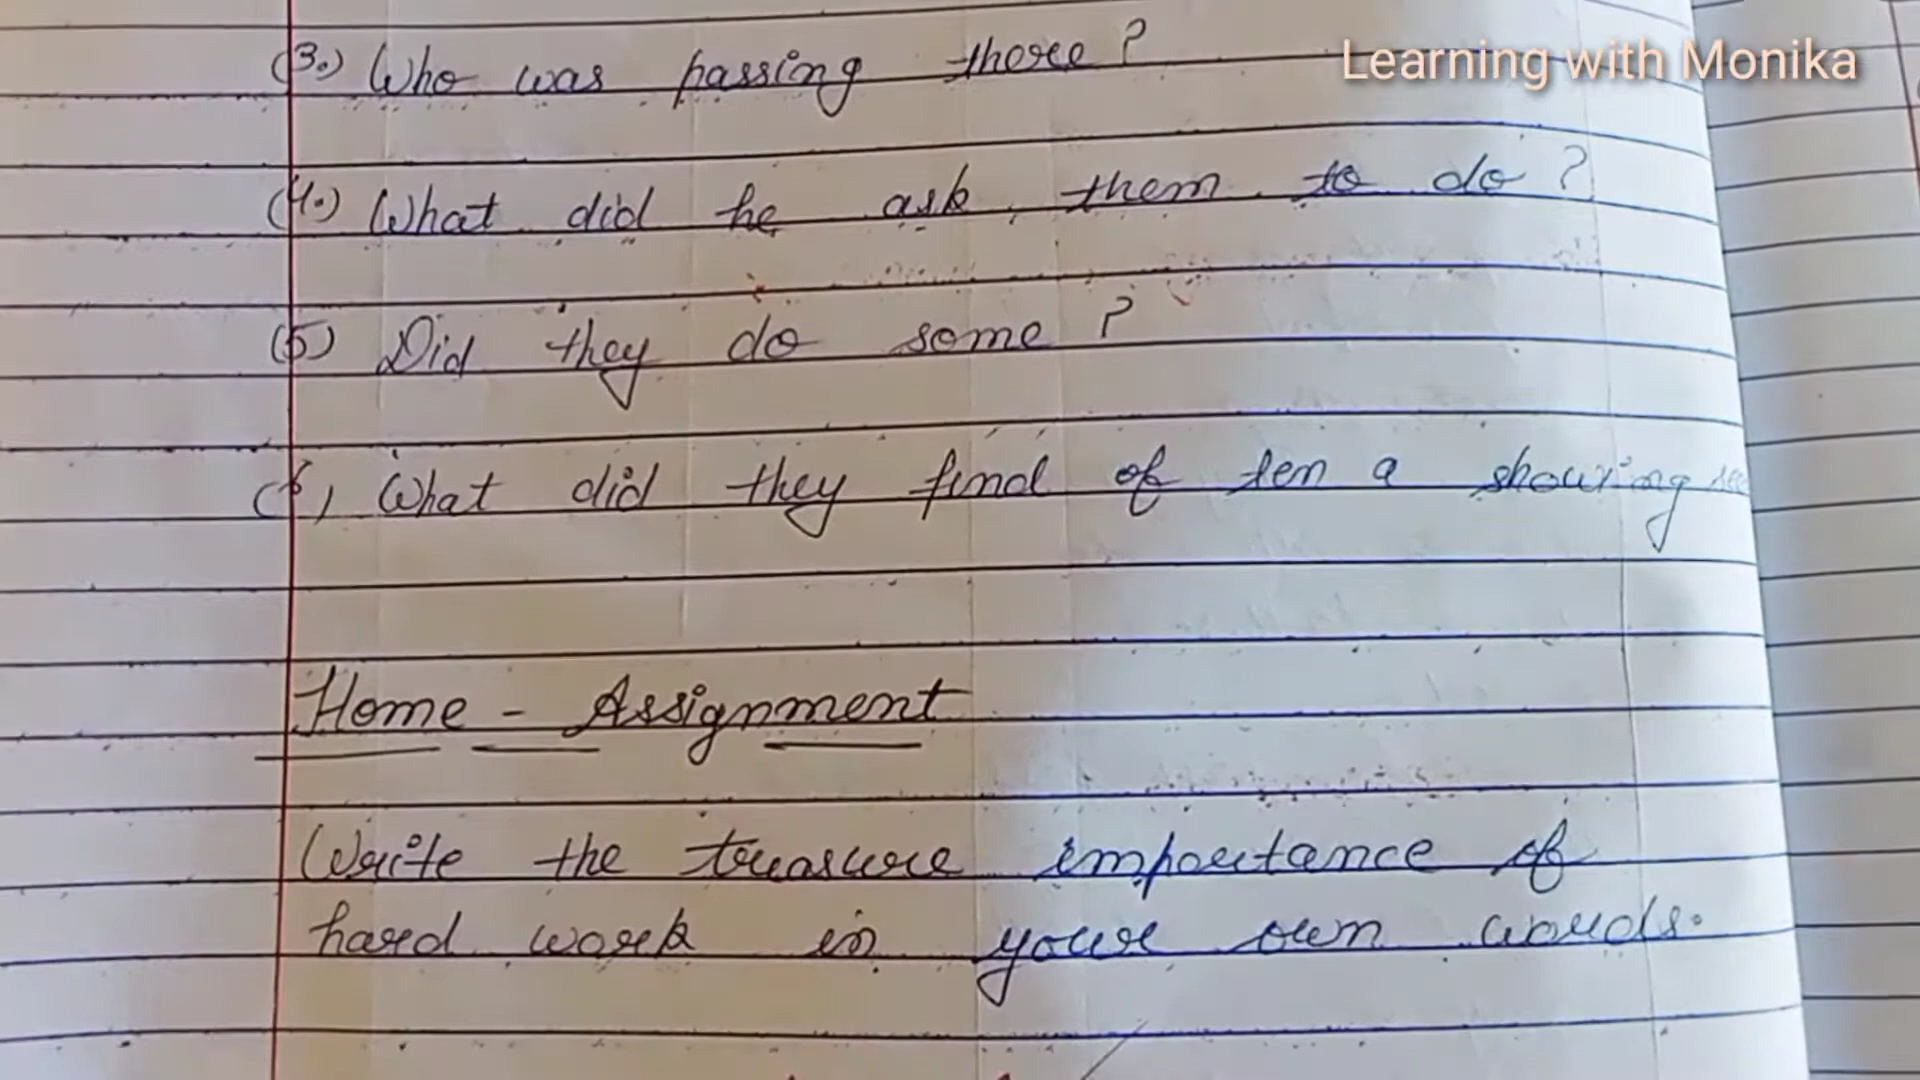 Learning with Monika
(3.) Who was passing there ?
(4.) What did he ask them to do ?
(5) Did they do some ?
(6) What did they find of ten a
Home - Assignment
Write the treasure importance of
hard work in your own words.